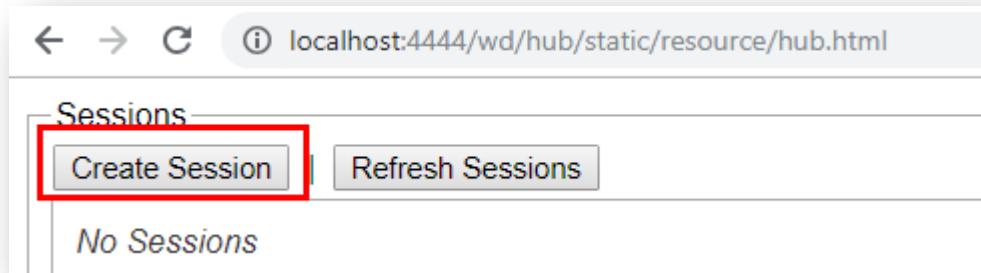 localhost:4444/wd/hub/static/resource/hub.html
Sessions
Create Session | Refresh Sessions
No Sessions